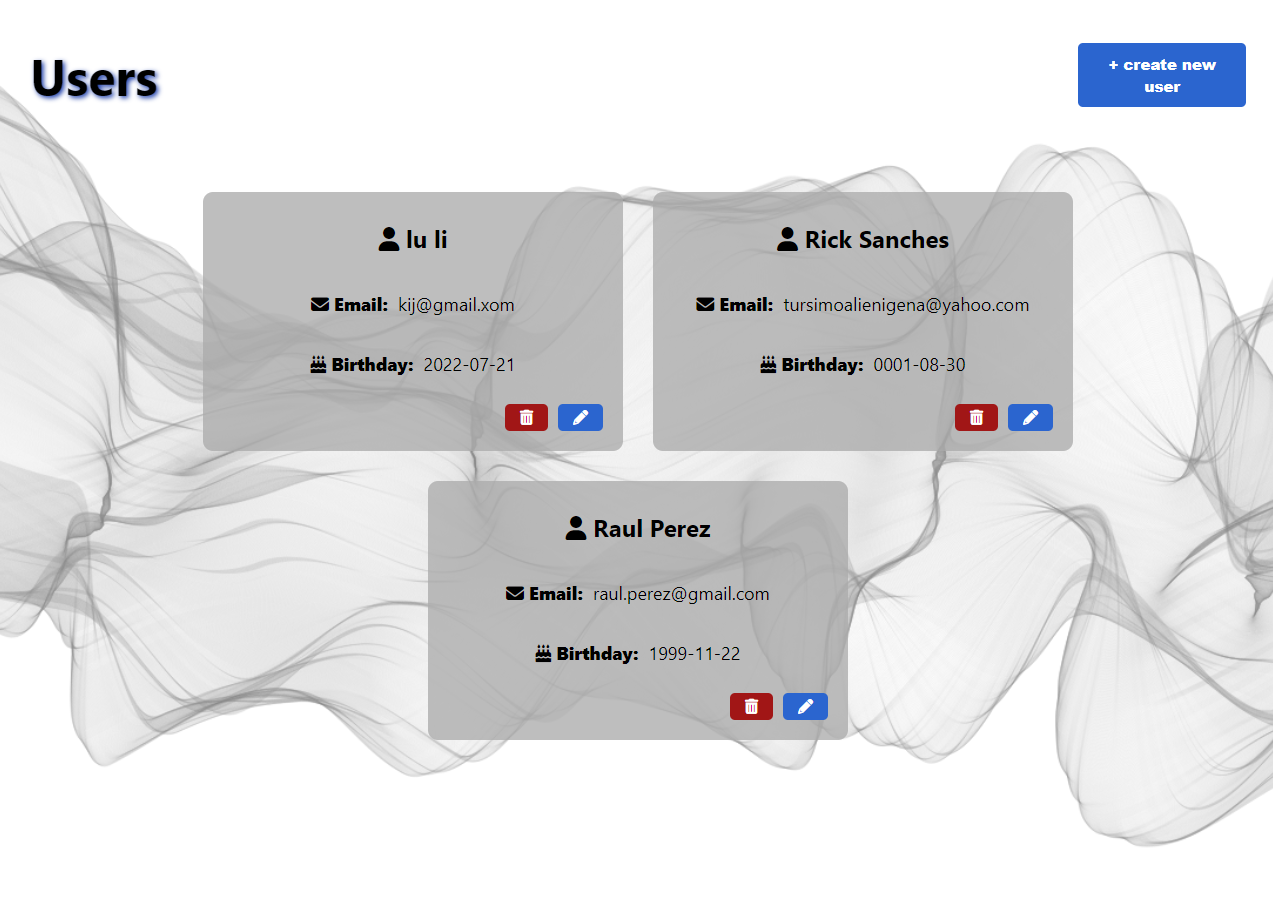 Users
+ create new
user
lu li
Email: kij@gmail.xom
Birthday: 2022-07-21
Rick Sanches
Email: tursimoalienigena@yahoo.com
Birthday: 0001-08-30
Raul Perez
Email: raul.perez@gmail.com
Birthday: 1999-11-22